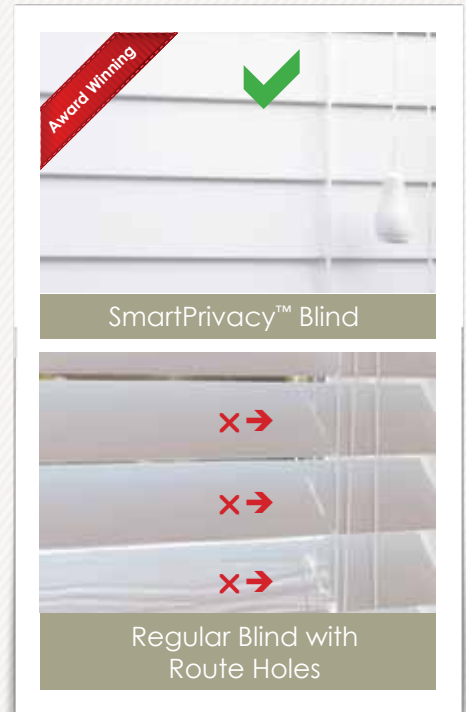 Award Winning
SmartPrivacy™ Blind
Regular Blind with
Route Holes